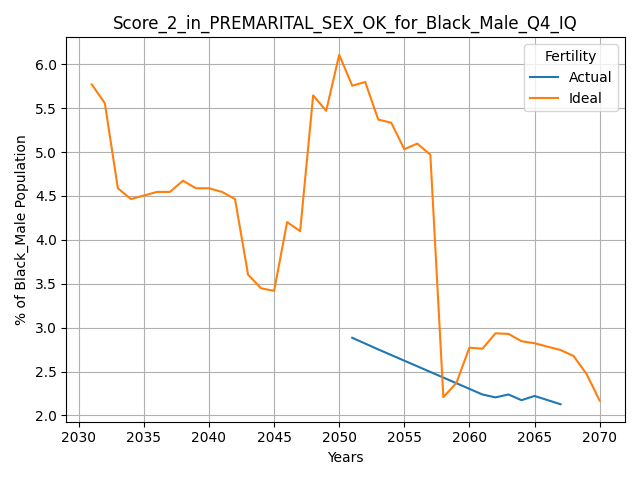 Score_2_in_PREMARITAL_SEX_OK_for_Black_Male_Q4_IQ
Fertility
Actual
Ideal
% of Black_Male Population
6.0
5.5
5.0
4.5
4.0
3.5
3.0
2.5
2.0
2030 2035 2040 2045 2050 2055 2060 2065 2070
Years